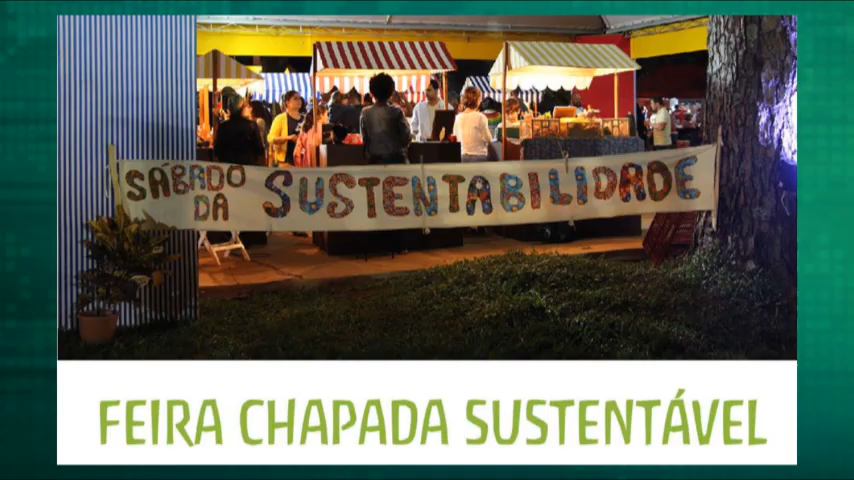 SÁBADO DA SUSTENTABILIDADE
FEIRA CHAPADA SUSTENTÁVEL